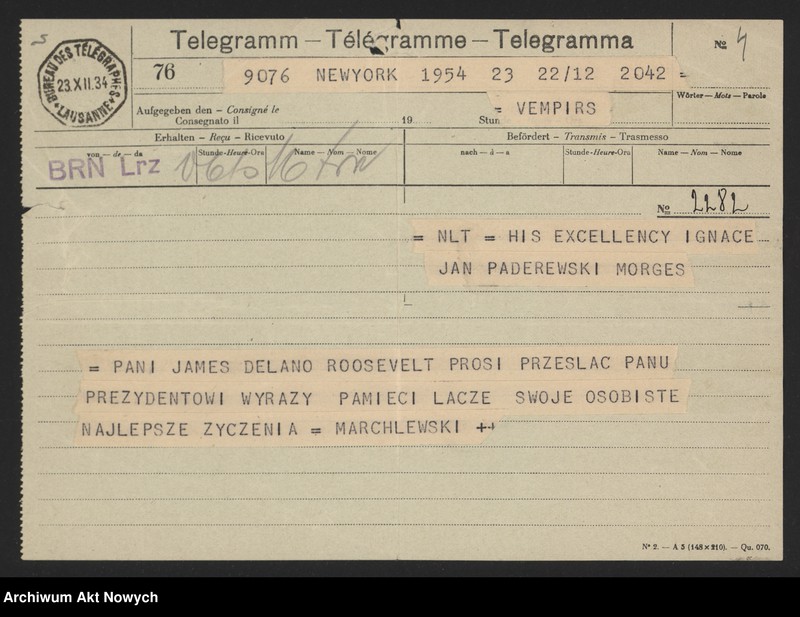 Telegramm — Télégramme — Telegramma
№ 4
BUREAU DES TÉLÉGRAPHES
23.XII.34
LAUSANNE
76
9076 NEWYORK 1954 23 22/12 2042 =
Wörter — Mots — Parole
Aufgegeben den - Consigné le
Consegnato il
19
Stun
= VEMPIRS
Erhalten — Reçu — Ricevuto
Befördert - Transmis - Trasmesso
von — de — da
Stunde-Heure-Ora
Name — Nom — Nome
nach — à — a
Stunde-Heure-Ora
Name — Nom — Nome
BRN Lrz
№ 2282
= NLT = HIS EXCELLENCY IGNACE
JAN PADEREWSKI MORGES
= PANI JAMES DELANO ROOSEVELT PROSI PRZESLAC PANU
PREZYDENTOWI WYRAZY PAMIECI LACZE SWOJE OSOBISTE
NAJLEPSZE ZYCZENIA = MARCHLEWSKI ++
N° 2. — A 5 (148×210). — Qu. 070.
Archiwum Akt Nowych